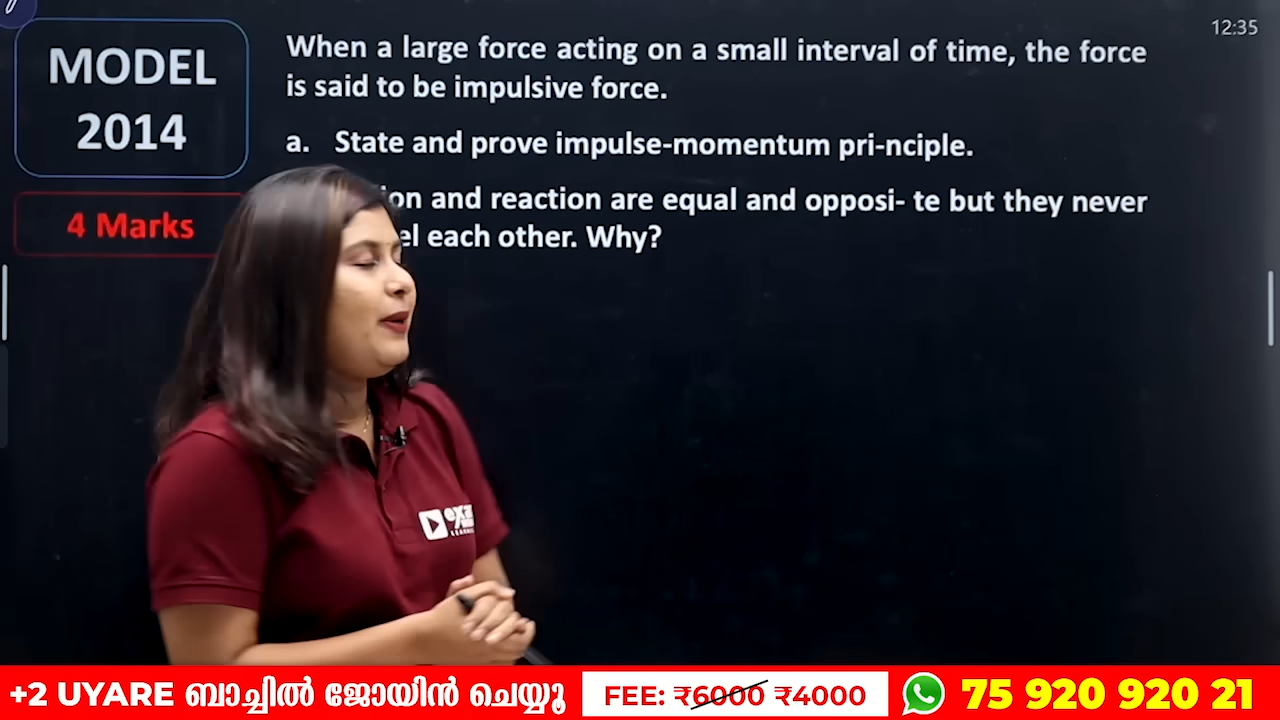 12:35
MODEL
2014
4 Marks
When a large force acting on a small interval of time, the force
is said to be impulsive force.
a. State and prove impulse-momentum pri-nciple.
and reaction are equal and opposi- te but they never
each other. Why?
+2 UYARE ബാച്ചിൽ ജോയിൻ ചെയ്യൂ
FEE: ₹6000 ₹4000
75 920 920 21